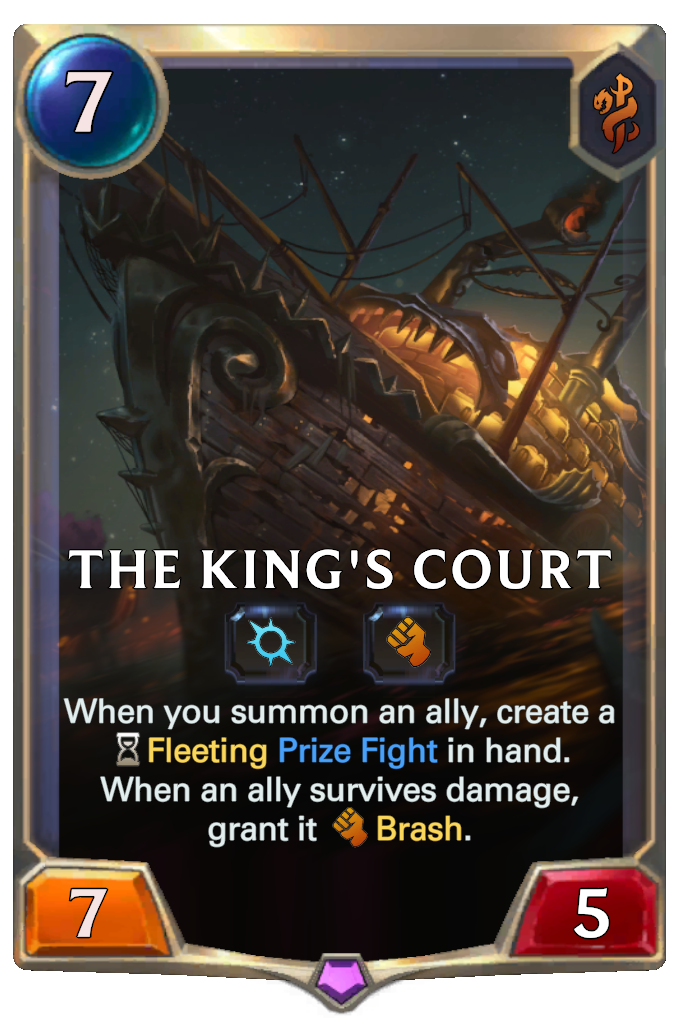 7
THE KING'S COURT
When you summon an ally, create a
Fleeting Prize Fight in hand.
When an ally survives damage,
grant it Brash.
7
5